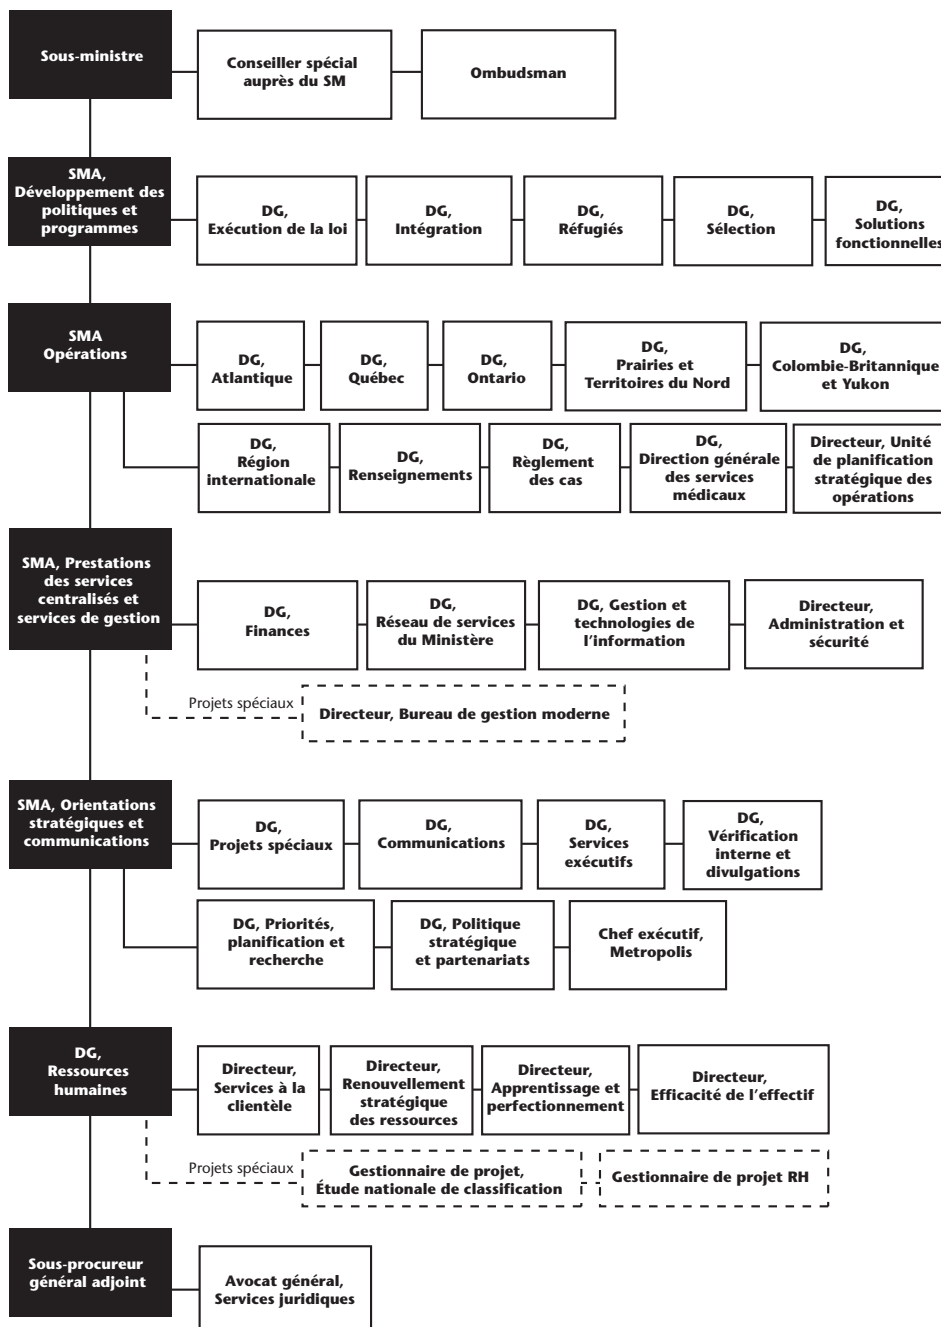 Sous-ministre
Conseiller spécial
auprès du SM
Ombudsman
SMA,
Développement des
politiques et
programmes
DG,
Exécution de la loi
DG,
Intégration
DG,
Réfugiés
DG,
Sélection
DG,
Solutions
fonctionnelles
SMA
Opérations
DG,
Atlantique
DG,
Québec
DG,
Ontario
DG,
Prairies et
Territoires du Nord
DG,
Colombie-Britannique
et Yukon
DG,
Région
internationale
DG,
Renseignements
DG,
Règlement
des cas
DG,
Direction générale
des services
médicaux
Directeur, Unité
de planification
stratégique des
opérations
SMA, Prestations
des services
centralisés et
services de gestion
DG,
Finances
DG,
Réseau de services
du Ministère
DG, Gestion et
technologies de
l'information
Directeur,
Administration et
sécurité
Projets spéciaux
Directeur, Bureau de gestion moderne
SMA, Orientations
stratégiques et
communications
DG,
Projets spéciaux
DG,
Communications
DG,
Services
exécutifs
DG,
Vérification
interne et
divulgations
DG, Priorités,
planification et
recherche
DG, Politique
stratégique
et partenariats
Chef exécutif,
Metropolis
DG,
Ressources
humaines
Directeur,
Services à la
clientèle
Directeur,
Renouvellement
stratégique
des ressources
Directeur,
Apprentissage et
perfectionnement
Directeur,
Efficacité de l'effectif
Projets spéciaux
Gestionnaire de projet,
Étude nationale de classification
Gestionnaire de projet RH
Sous-procureur
général adjoint
Avocat général,
Services juridiques